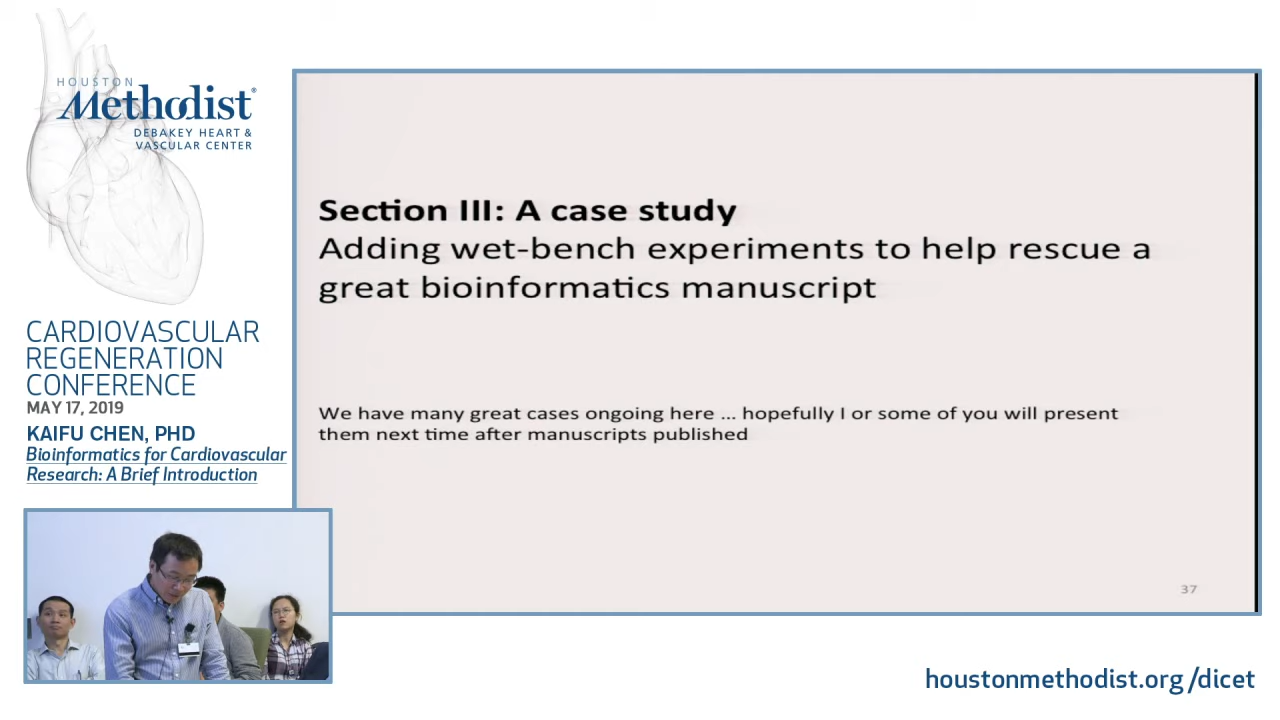 HOUSTON
Methodist®
DEBAKEY HEART &
VASCULAR CENTER
CARDIOVASCULAR
REGENERATION
CONFERENCE
MAY 17, 2019
KAIFU CHEN, PHD
Bioinformatics for Cardiovascular
Research: A Brief Introduction
Section III: A case study
Adding wet-bench experiments to help rescue a
great bioinformatics manuscript
We have many great cases ongoing here ... hopefully I or some of you will present
them next time after manuscripts published
37
houstonmethodist.org/dicet